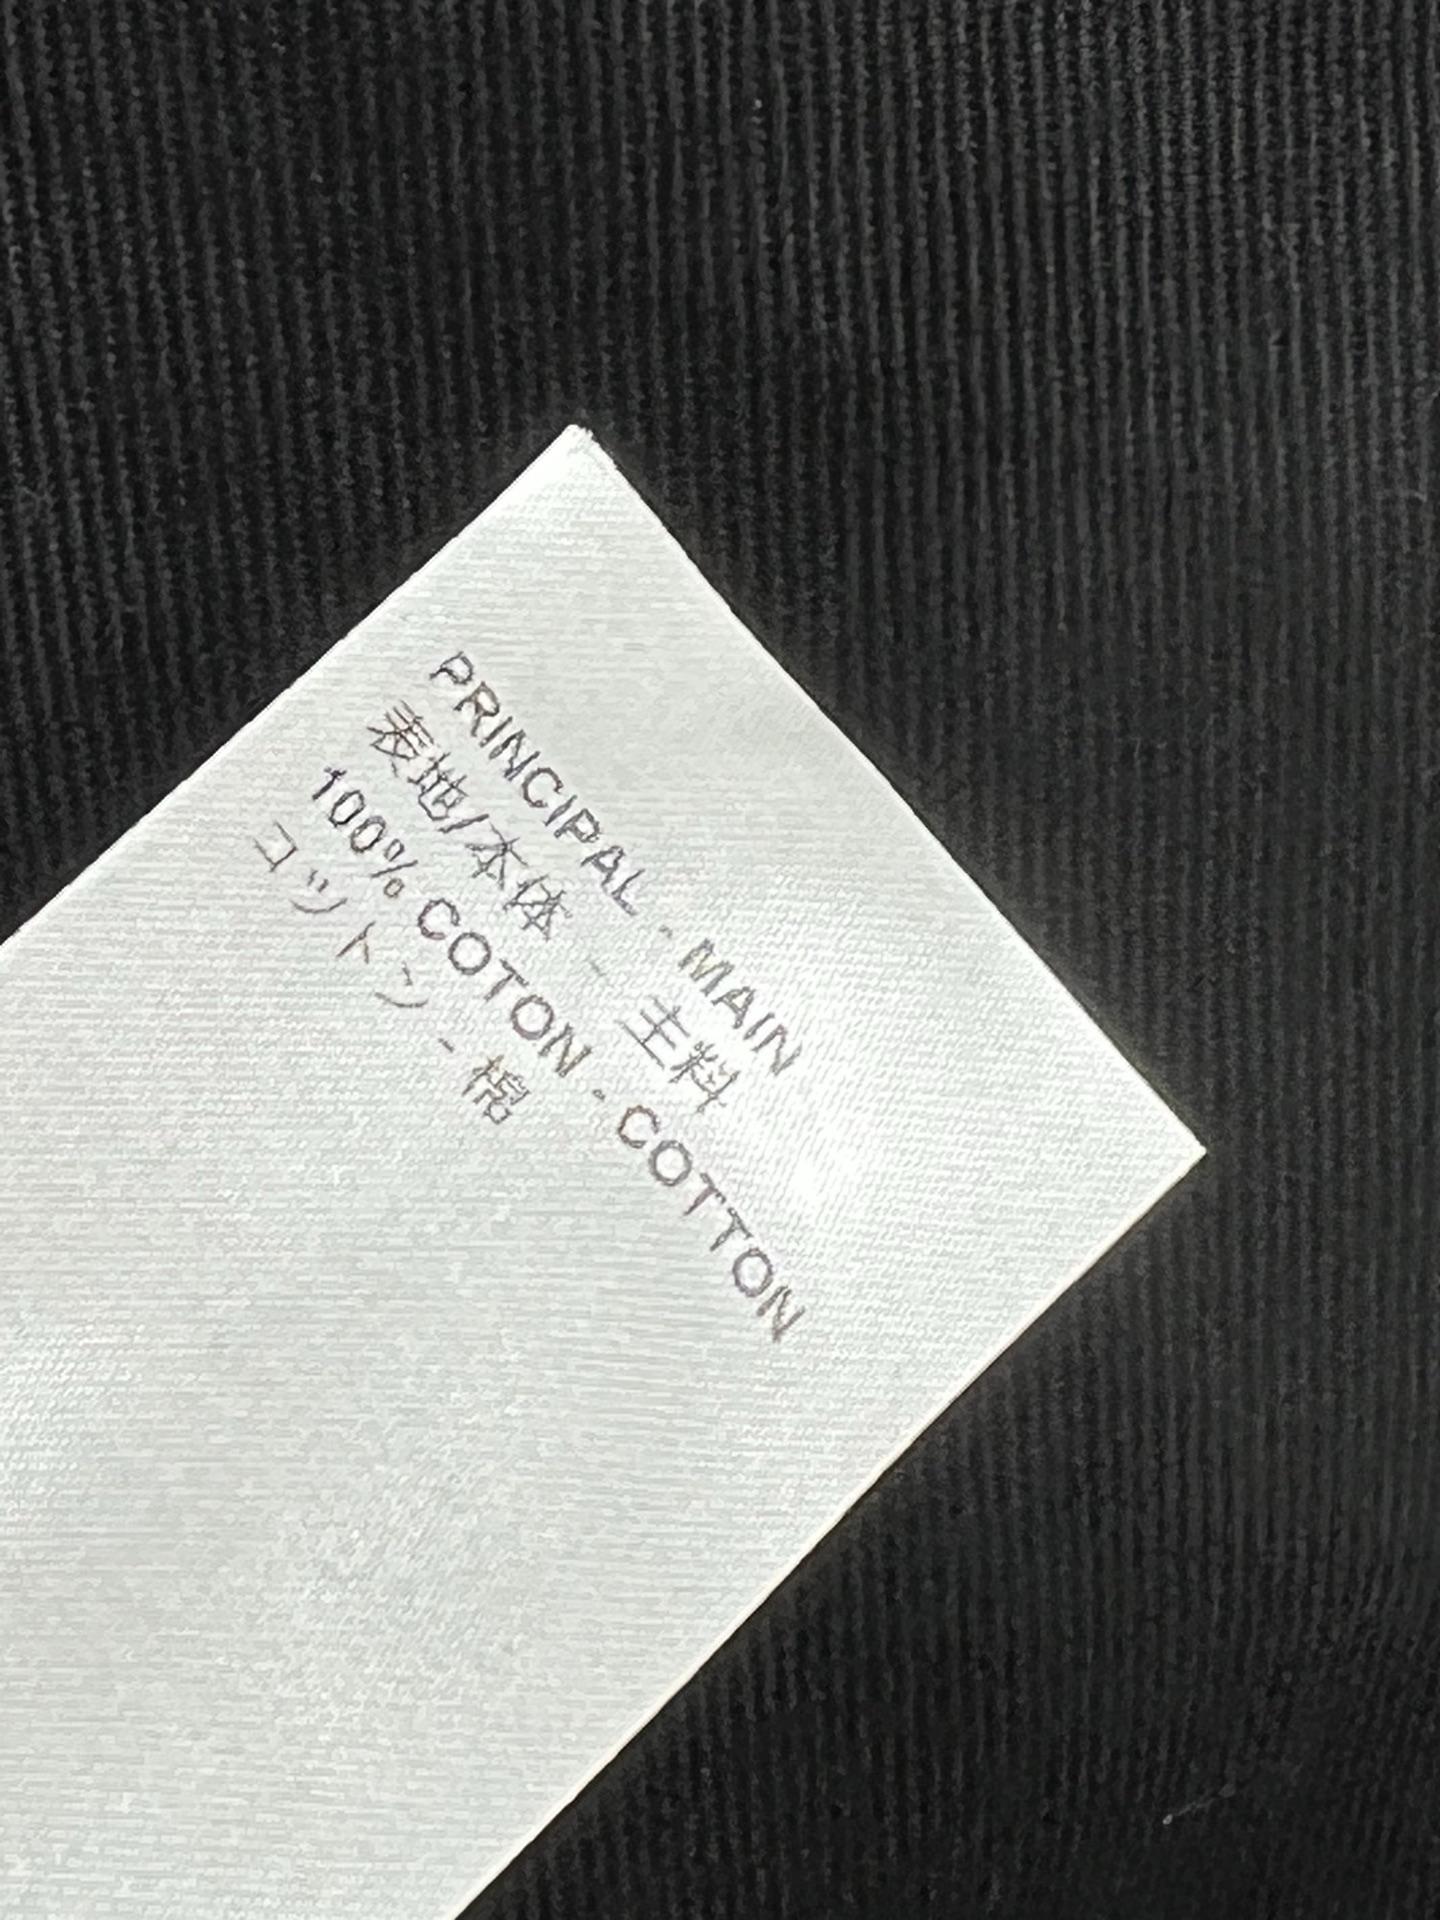 PRINCIPAL - MAIN
表地/本体 - 主料
100% COTON - COTTON
コットン - 棉